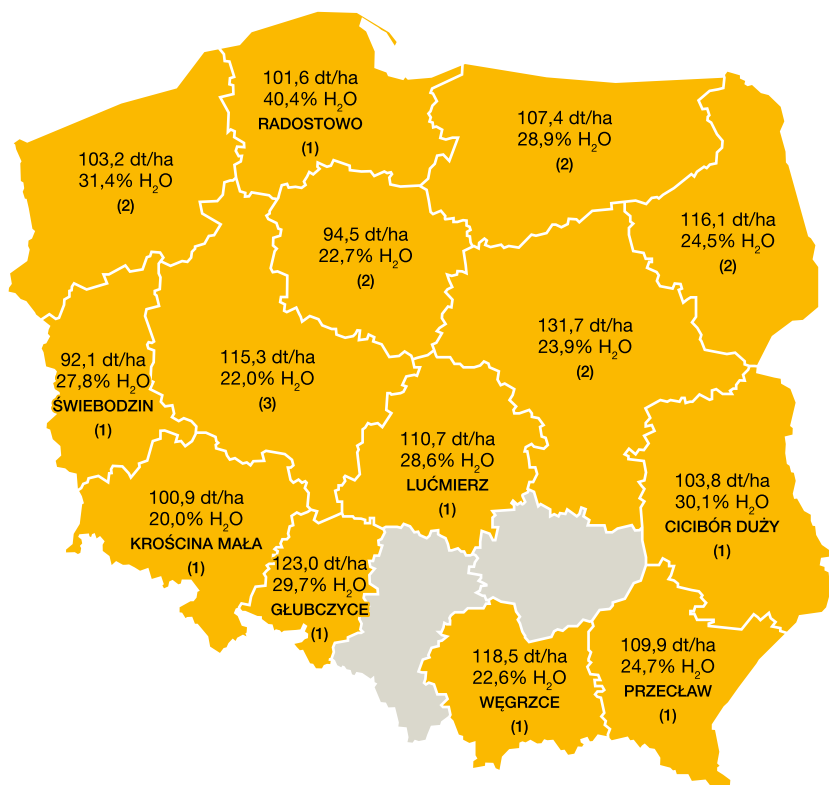 101,6 dt/ha
40,4% H₂O
RADOSTOWO
(1)
107,4 dt/ha
28,9% H₂O
(2)
103,2 dt/ha
31,4% H₂O
(2)
94,5 dt/ha
22,7% H₂O
(2)
116,1 dt/ha
24,5% H₂O
(2)
92,1 dt/ha
27,8% H₂O
ŚWIEBODZIN
(1)
115,3 dt/ha
22,0% H₂O
(3)
131,7 dt/ha
23,9% H₂O
(2)
110,7 dt/ha
28,6% H₂O
LUĆMIERZ
(1)
103,8 dt/ha
30,1% H₂O
CICIBÓR DUŻY
(1)
100,9 dt/ha
20,0% H₂O
KROŚCINA MAŁA
(1)
123,0 dt/ha
29,7% H₂O
GŁUBCZYCE
(1)
118,5 dt/ha
22,6% H₂O
WĘGRZCE
(1)
109,9 dt/ha
24,7% H₂O
PRZECŁAW
(1)